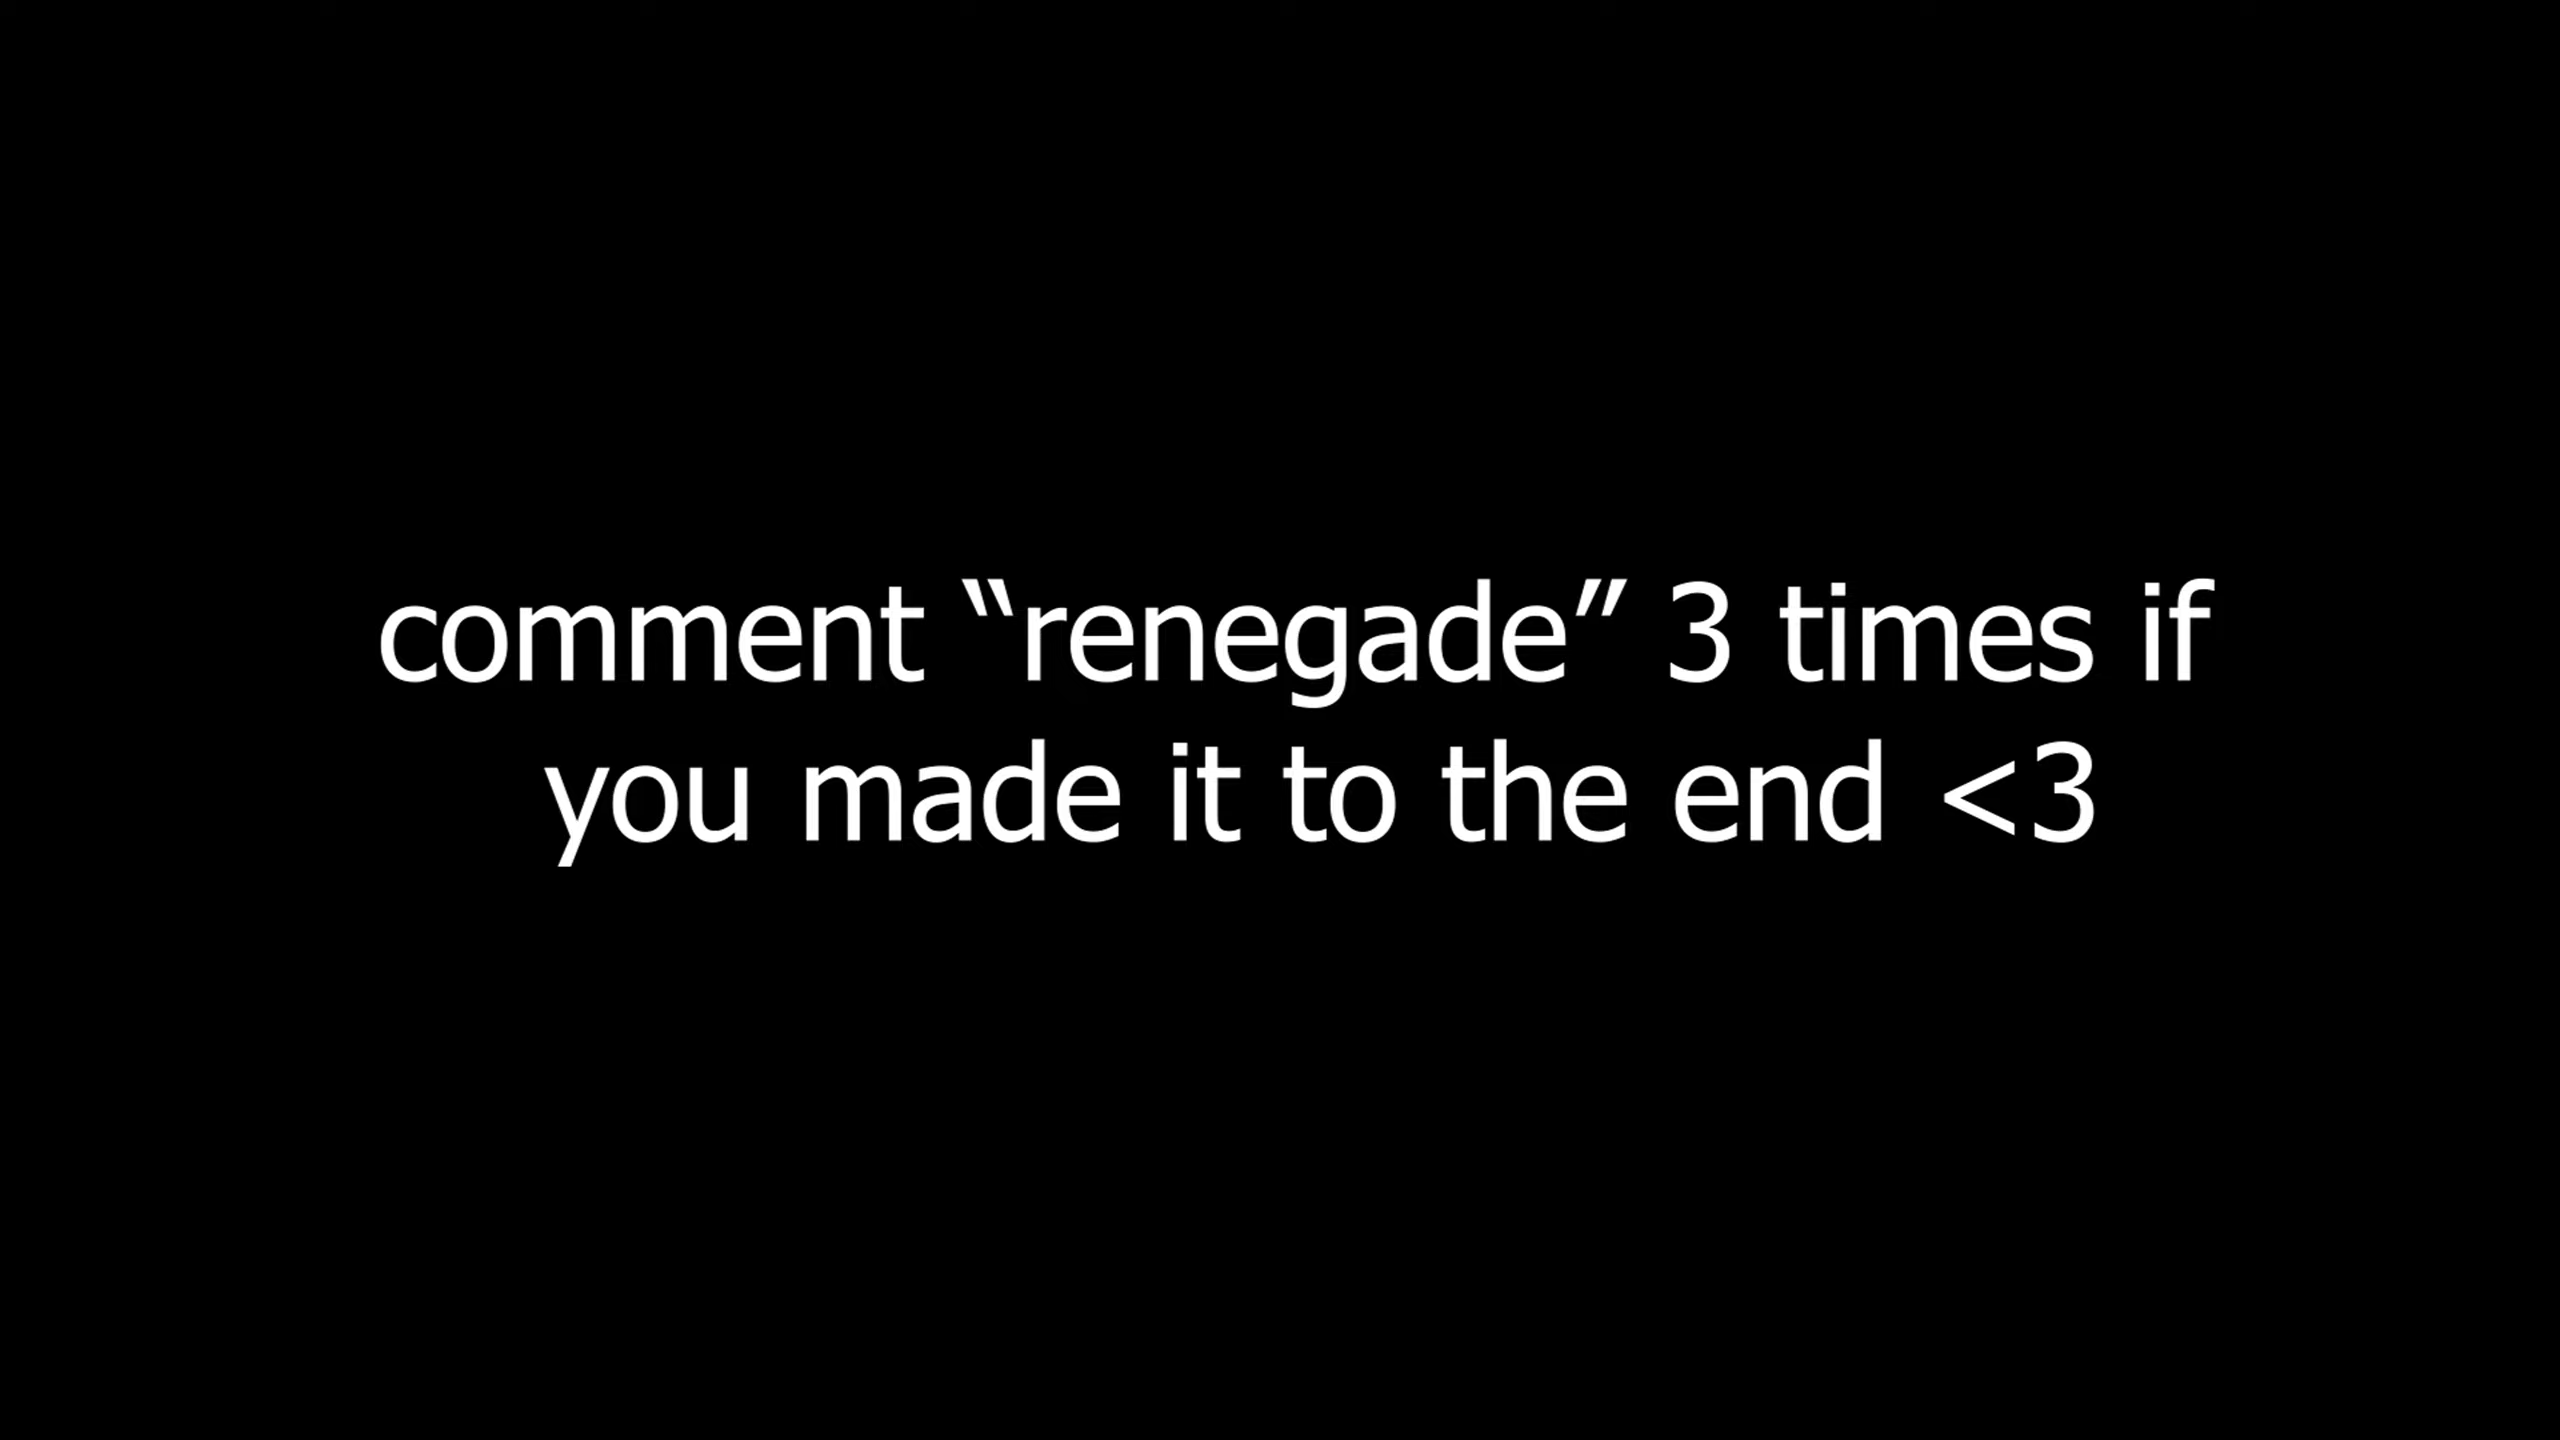 comment “renegade” 3 times if
you made it to the end <3